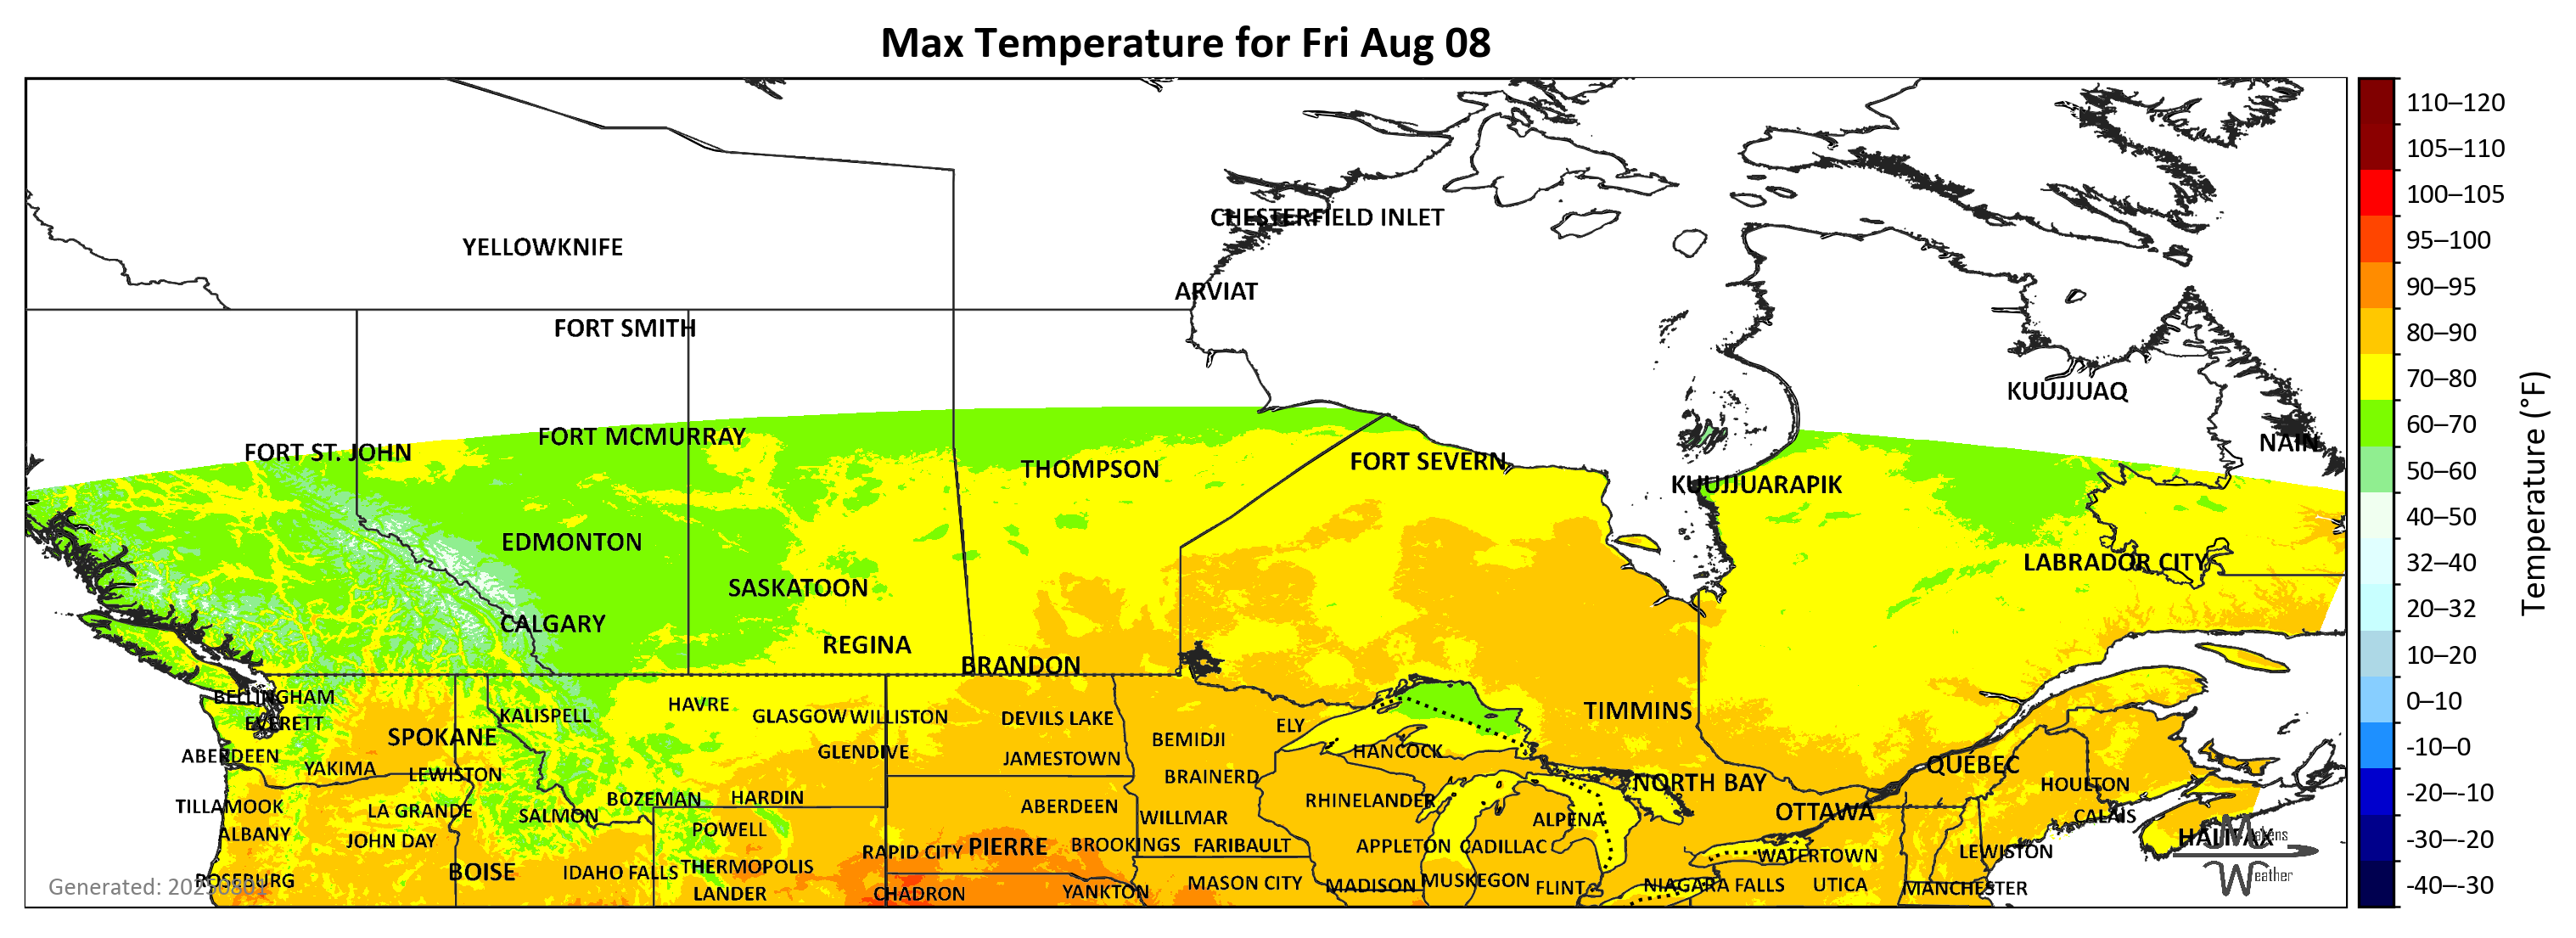 Max Temperature for Fri Aug 08
110–120
105–110
100–105
95–100
90–95
80–90
70–80
60–70
50–60
40–50
32–40
20–32
10–20
0–10
-10–0
-20–-10
-30–-20
-40–-30
Temperature (°F)
CHESTERFIELD INLET
YELLOWKNIFE
ARVIAT
FORT SMITH
KUUJJUAQ
FORT MCMURRAY
NAIN
FORT ST. JOHN
FORT SEVERN
THOMPSON
KUUJJUARAPIK
EDMONTON
LABRADOR CITY
SASKATOON
CALGARY
REGINA
BRANDON
BELLINGHAM
HAVRE
TIMMINS
KALISPELL
GLASGOW WILLISTON
DEVILS LAKE
EVERETT
ELY
SPOKANE
BEMIDJI
GLENDIVE
HANCOCK
ABERDEEN
JAMESTOWN
QUÉBEC
YAKIMA
LEWISTON
BRAINERD
NORTH BAY
HOULTON
BOZEMAN
HARDIN
RHINELANDER
TILLAMOOK
ABERDEEN
LA GRANDE
OTTAWA
SALMON
WILLMAR
CALAIS
ALPENA
POWELL
ALBANY
HALIFAX
JOHN DAY
BROOKINGS
FARIBAULT
APPLETON
CADILLAC
PIERRE
RAPID CITY
LEWISTON
WATERTOWN
THERMOPOLIS
BOISE
IDAHO FALLS
ROSEBURG
MUSKEGON
MASON CITY
MADISON
NIAGARA FALLS
UTICA
FLINT
MANCHESTER
LANDER
CHADRON
YANKTON
Generated: 20250801
Makens
Weather